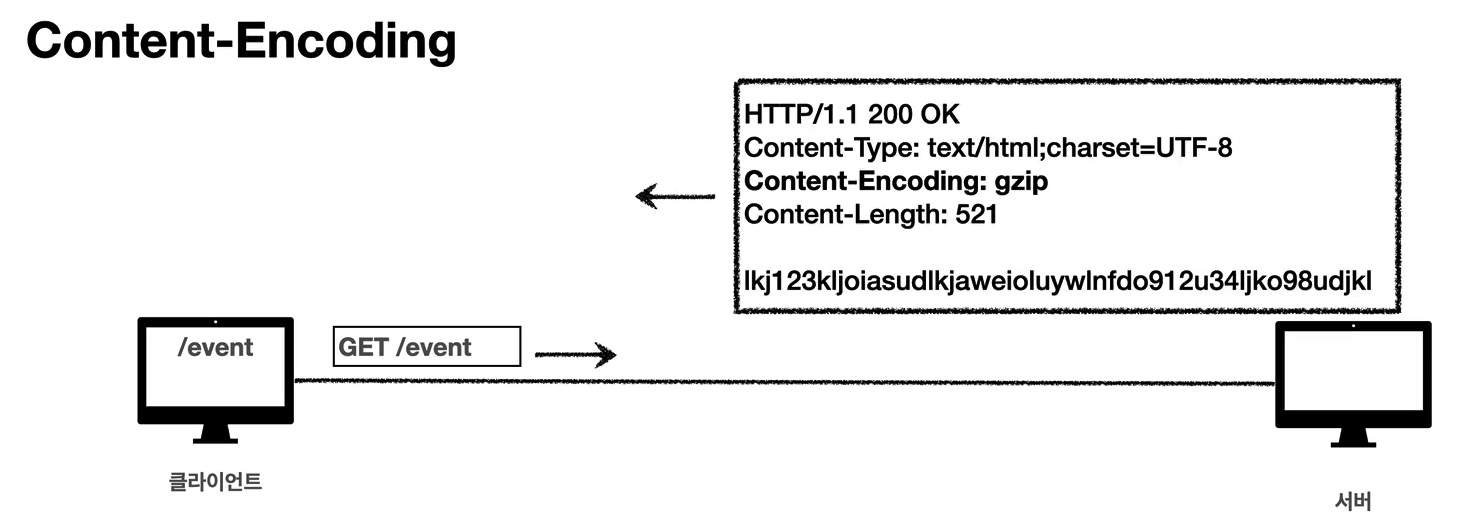 Content-Encoding
HTTP/1.1 200 OK
Content-Type: text/html;charset=UTF-8
Content-Encoding: gzip
Content-Length: 521
lkj123kljoiasudlkjaweioluywlnfdo912u34ljko98udjkl
/event
GET /event
클라이언트
서버